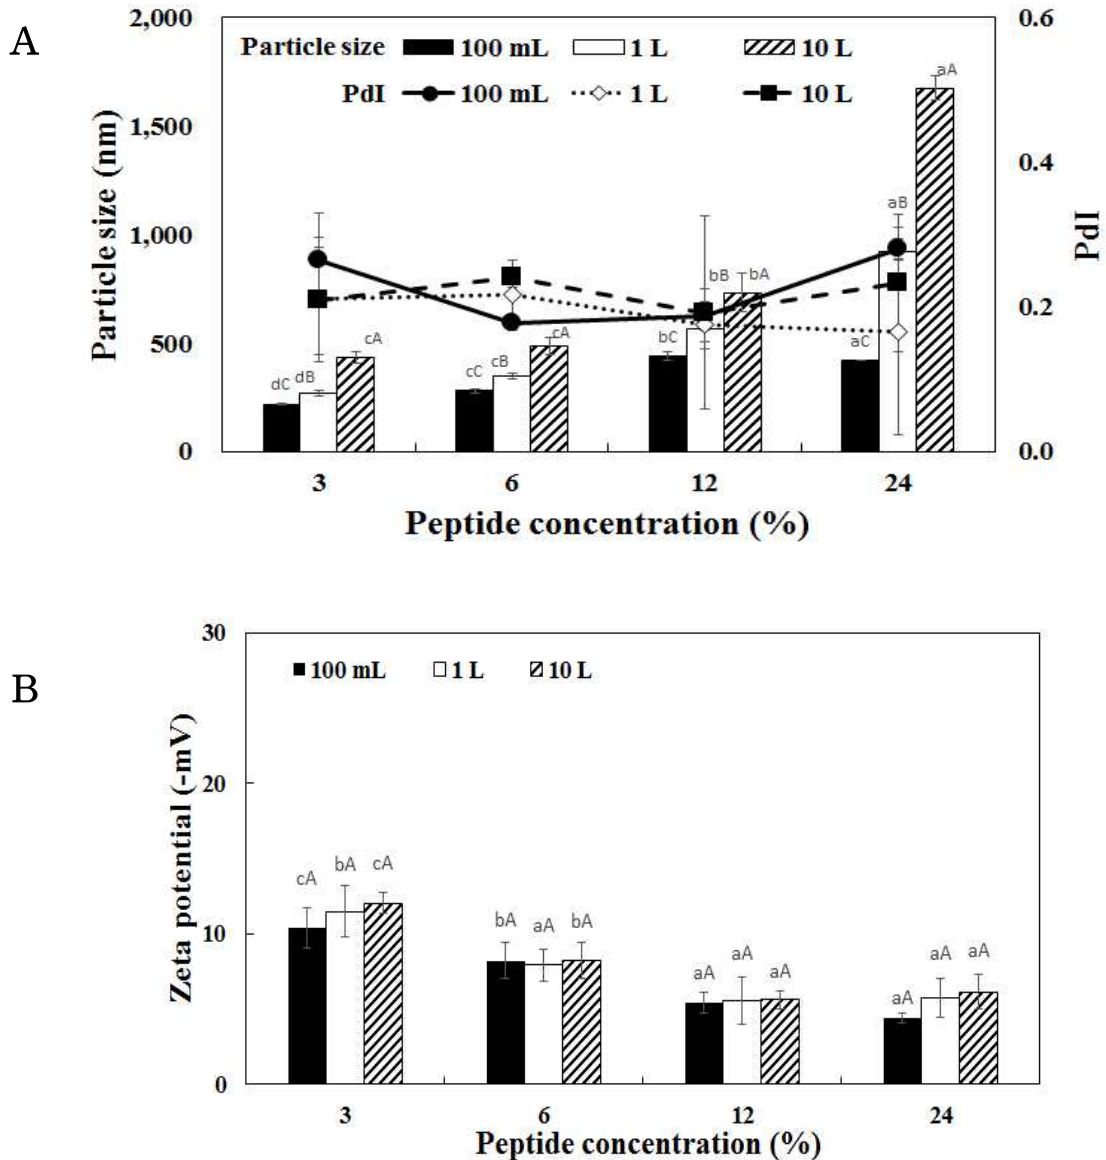 A
2,000
0.6
Particle size 100 mL 1 L 10 L
PdI 100 mL 1 L 10 L
aA
1,500
0.4
Particle size (nm)
PdI
aB
1,000
bB bA
0.2
500
cA
cA
bC
aC
cC cB
dC dB
0
0.0
3 6 12 24
Peptide concentration (%)
30
B
100 mL 1 L 10 L
Zeta potential (-mV)
20
cA bA cA
bA aA bA
10
aA aA aA
aA aA aA
0
3 6 12 24
Peptide concentration (%)